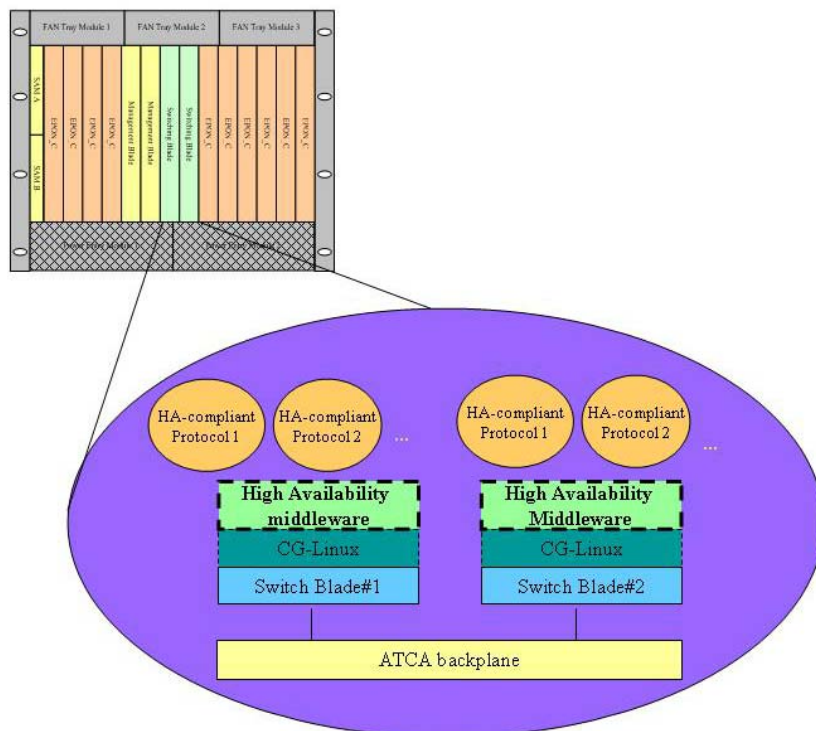 FAN Tray Module 1
FAN Tray Module 2
FAN Tray Module 3
SAM A
SAM B
EPON_C
EPON_C
EPON_C
EPON_C
Management Blade
Management Blade
Switching Blade
Switching Blade
EPON_C
EPON_C
EPON_C
EPON_C
EPON_C
EPON_C
HA-compliant
Protocol 1
HA-compliant
Protocol 2
...
HA-compliant
Protocol 1
HA-compliant
Protocol 2
...
High Availability
middleware
CG-Linux
Switch Blade#1
High Availability
Middleware
CG-Linux
Switch Blade#2
ATCA backplane